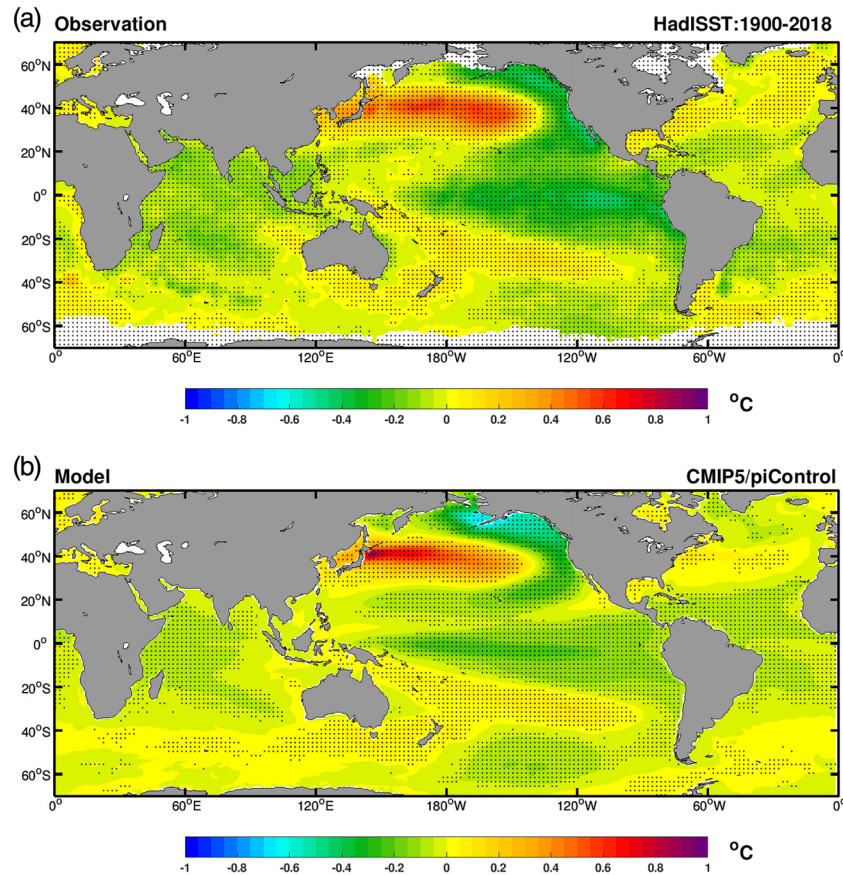 (a)
Observation HadISST:1900-2018
60°N
40°N
20°N
0°
20°S
40°S
60°S
0° 60°E 120°E 180°W 120°W 60°W 0°
-1 -0.8 -0.6 -0.4 -0.2 0 0.2 0.4 0.6 0.8 1
°C
(b)
Model CMIP5/piControl
60°N
40°N
20°N
0°
20°S
40°S
60°S
0° 60°E 120°E 180°W 120°W 60°W 0°
-1 -0.8 -0.6 -0.4 -0.2 0 0.2 0.4 0.6 0.8 1
°C